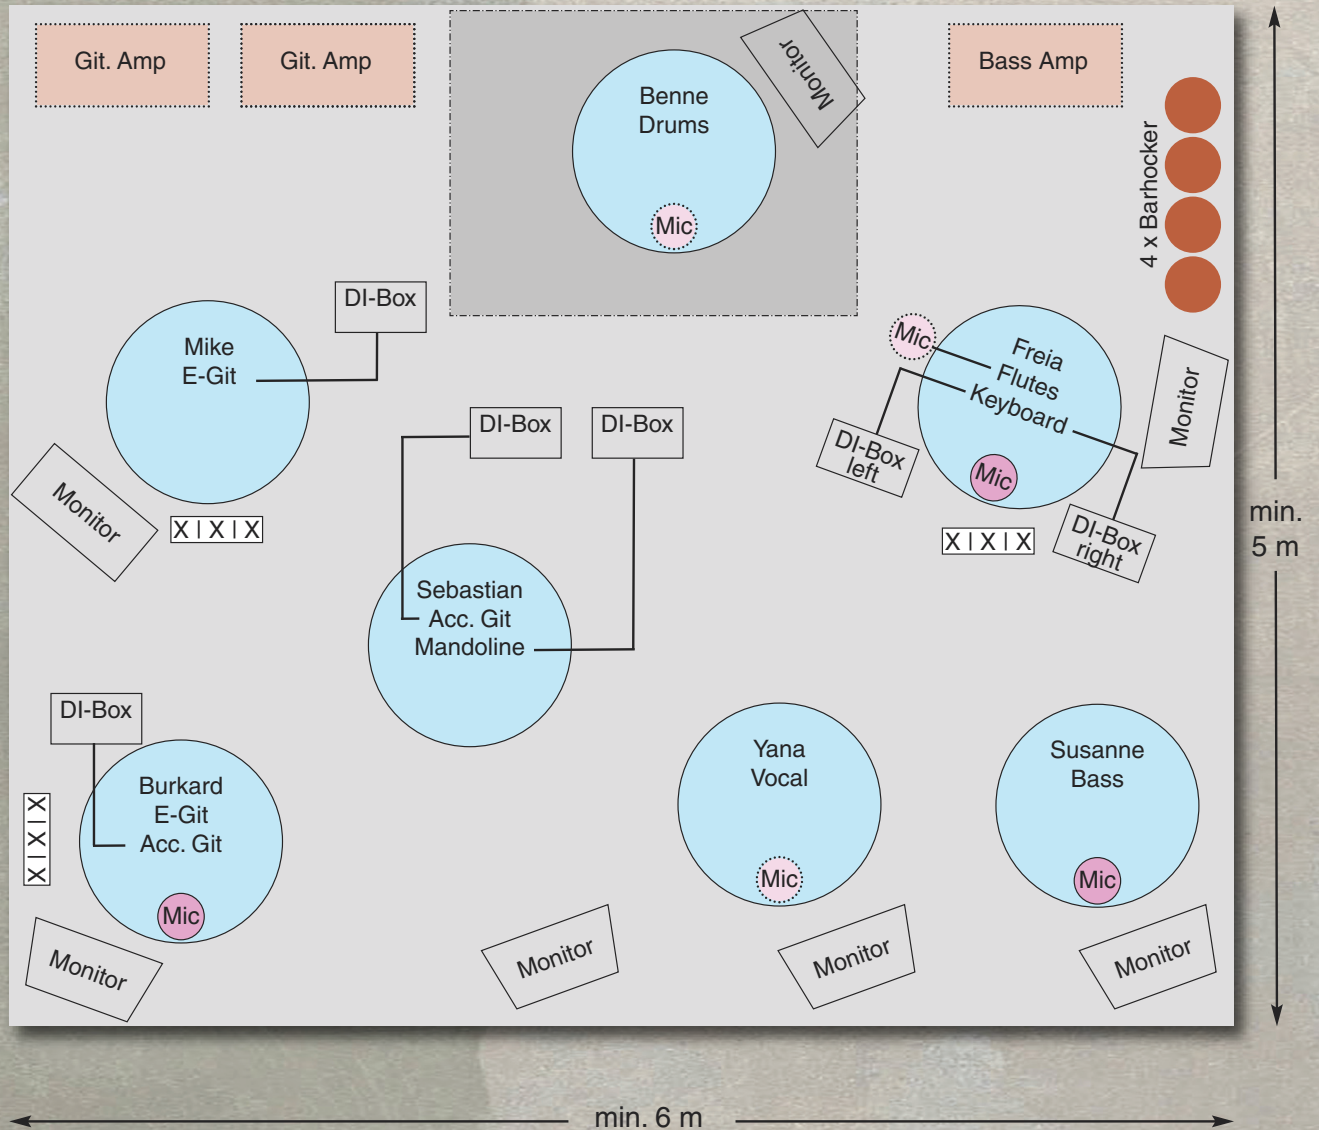 Git. Amp
Git. Amp
Monitor
Benne
Drums
Mic
Bass Amp
4 x Barhocker
DI-Box
Mike
E-Git
Monitor
X | X | X
DI-Box
DI-Box
Mic
Freia
Flutes
Keyboard
Monitor
DI-Box
left
Mic
DI-Box
right
X | X | X
min.
5 m
Sebastian
Acc. Git
Mandoline
DI-Box
Burkard
E-Git
Acc. Git
X | X | X
Mic
Monitor
Monitor
Yana
Vocal
Mic
Monitor
Susanne
Bass
Mic
Monitor
min. 6 m